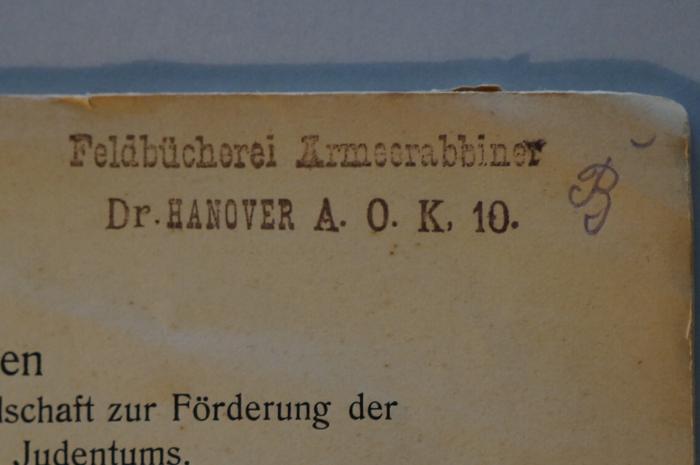 Feldbücherei Armeerabbiner
Dr. HANOVER A. O. K. 10.
B
en
lschaft zur Förderung der
Judentums.